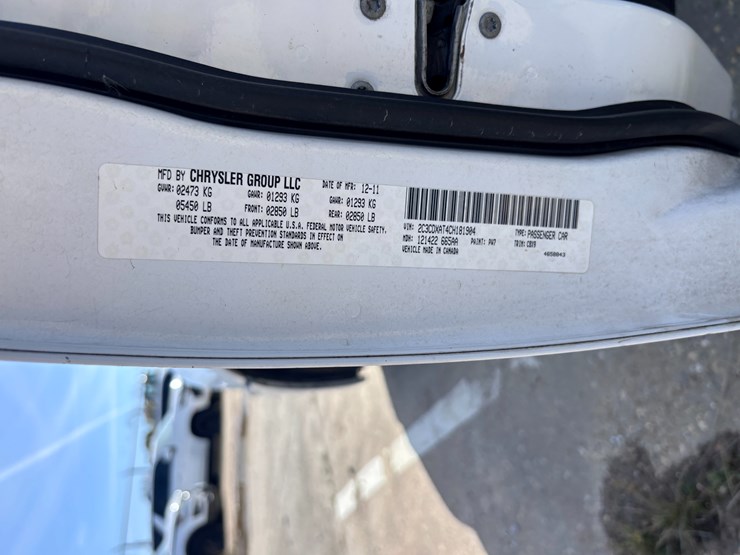 MFD BY CHRYSLER GROUP LLC DATE OF MFR: 12-11
GVWR: 02473 KG GAWR: 01293 KG GAWR: 01293 KG
05450 LB FRONT: 02850 LB REAR: 02850 LB
THIS VEHICLE CONFORMS TO ALL APPLICABLE U.S.A. FEDERAL MOTOR VEHICLE SAFETY,
BUMPER AND THEFT PREVENTION STANDARDS IN EFFECT ON
THE DATE OF MANUFACTURE SHOWN ABOVE.
VIN: 2C3CDXAT4CH181904 TYPE: PASSENGER CAR
MDH: 121422 665AA PAINT: PW7 TRIM: C8X9
VEHICLE MADE IN CANADA 4658043